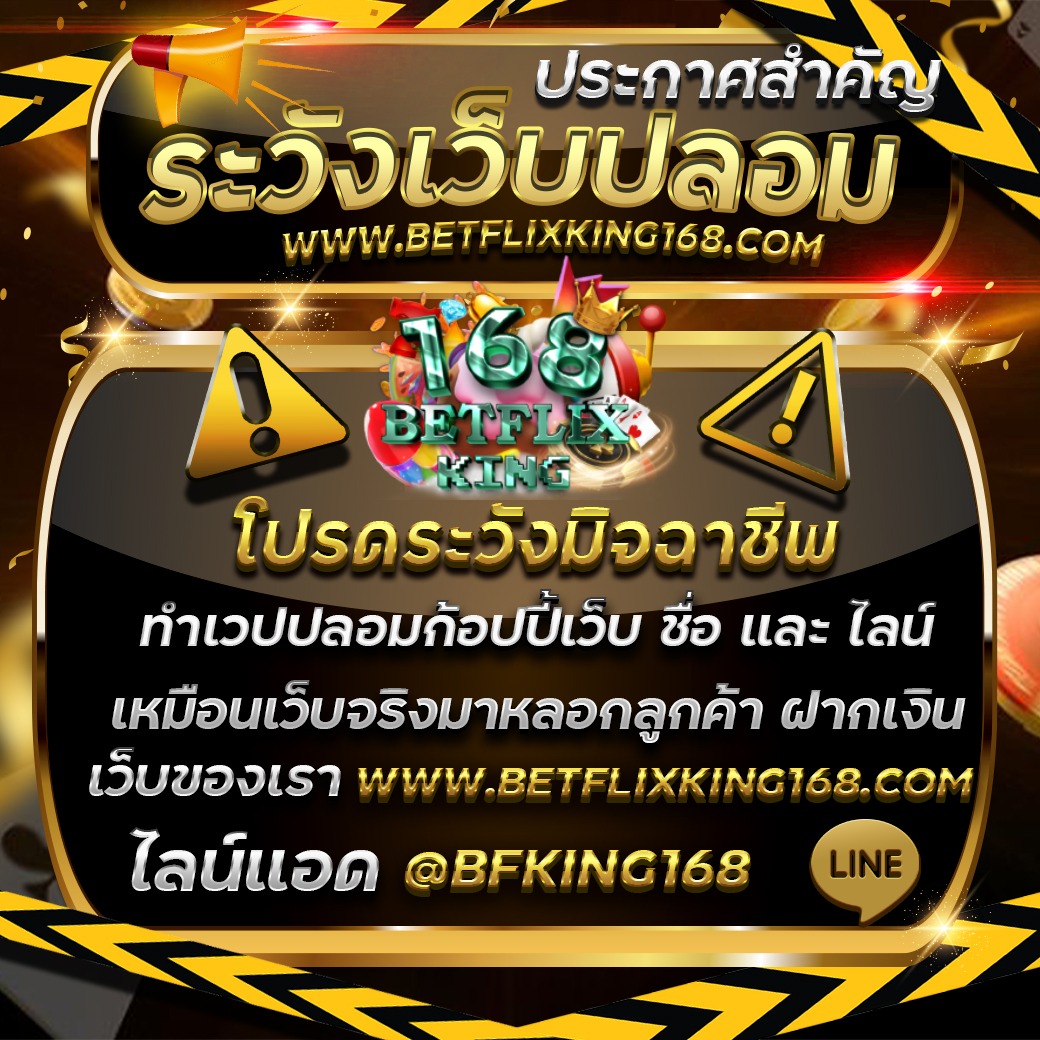 ประกาศสำคัญ
ระวังเว็บปลอม
WWW.BETFLIXKING168.COM
168
BETFLIX
KING
โปรดระวังมิจฉาชีพ
ทำเวปปลอมก้อปปี้เว็บ ชื่อ และ ไลน์
เหมือนเว็บจริงมาหลอกลูกค้า ฝากเงิน
เว็บของเรา WWW.BETFLIXKING168.COM
ไลน์แอด @BFKING168
LINE